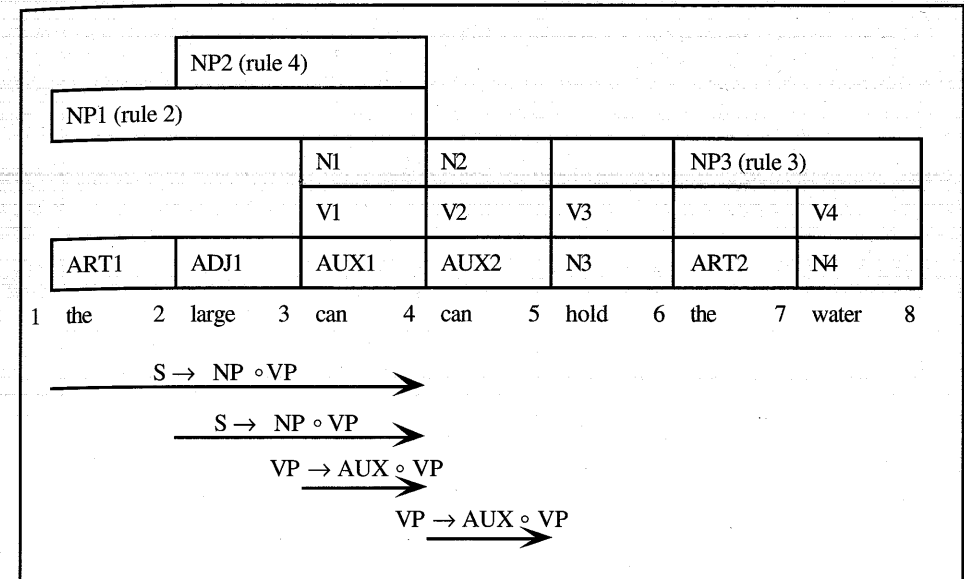 NP2 (rule 4)
NP1 (rule 2)
N1 N2 NP3 (rule 3)
V1 V2 V3 V4
ART1 ADJ1 AUX1 AUX2 N3 ART2 N4
1 the 2 large 3 can 4 can 5 hold 6 the 7 water 8
S → NP ∘ VP
S → NP ∘ VP
VP → AUX ∘ VP
VP → AUX ∘ VP